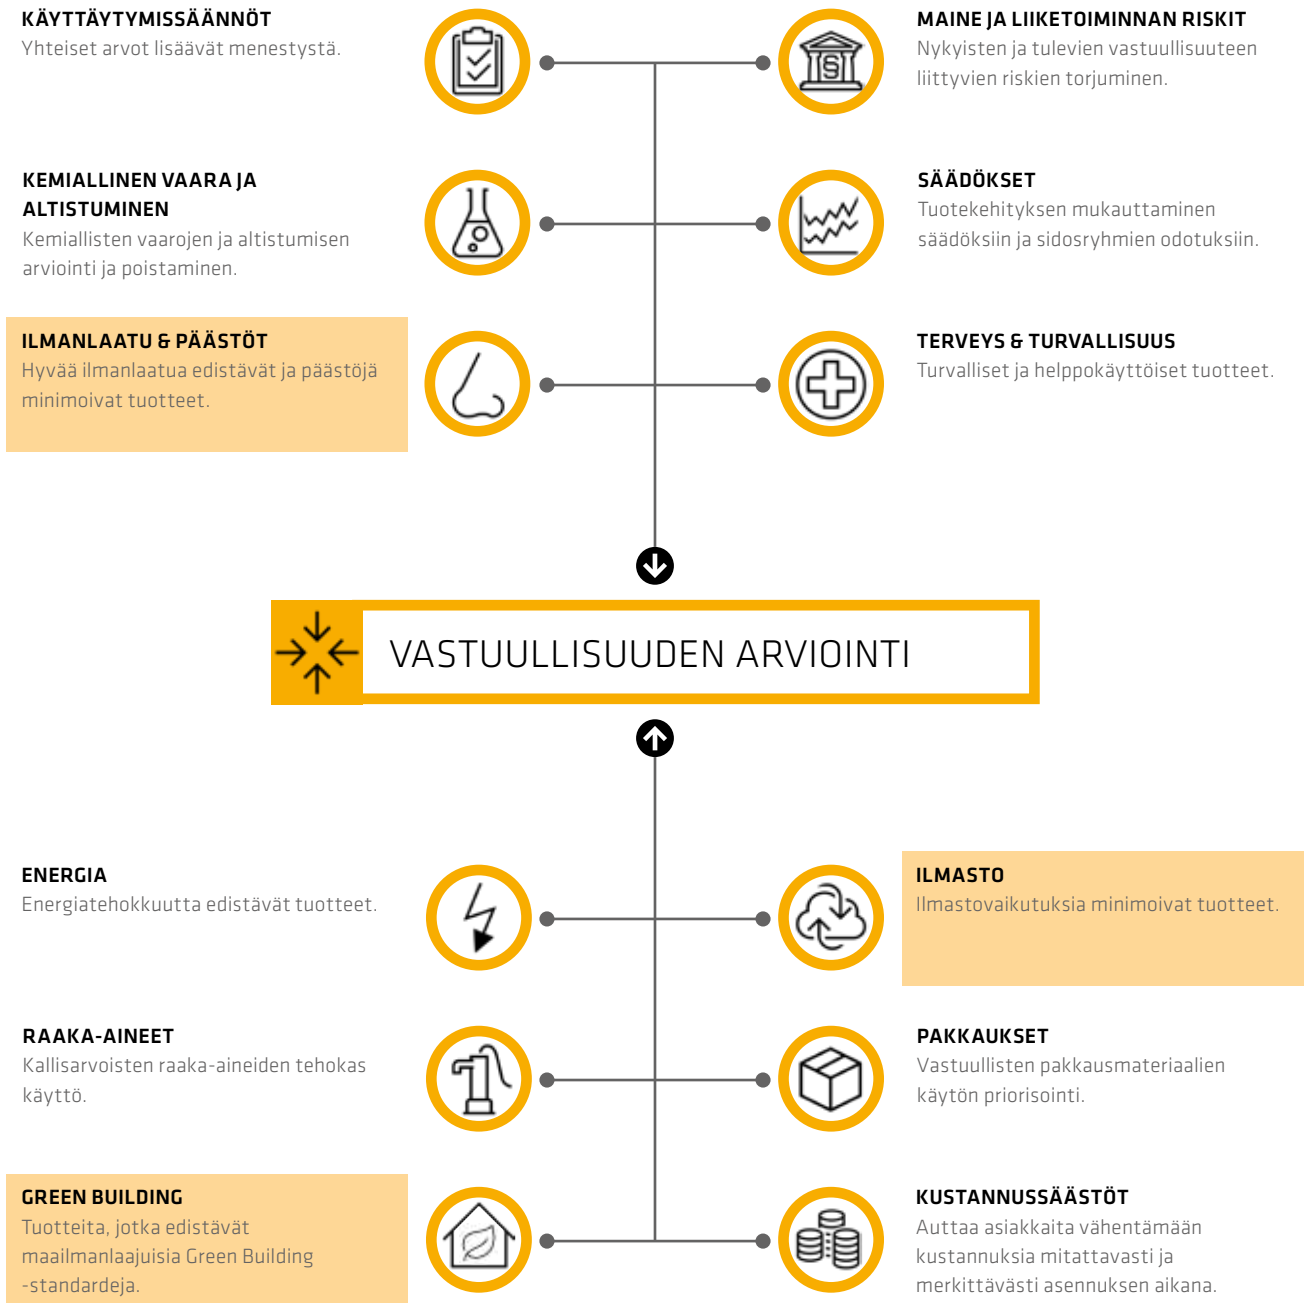 KÄYTTÄYTYMISSÄÄNNÖT
Yhteiset arvot lisäävät menestystä.
MAINE JA LIIKETOIMINNAN RISKIT
Nykyisten ja tulevien vastuullisuuteen
liittyvien riskien torjuminen.
KEMIALLINEN VAARA JA
ALTISTUMINEN
Kemiallisten vaarojen ja altistumisen
arviointi ja poistaminen.
SÄÄDÖKSET
Tuotekehityksen mukauttaminen
säädöksiin ja sidosryhmien odotuksiin.
ILMANLAATU & PÄÄSTÖT
Hyvää ilmanlaatua edistävät ja päästöjä
minimoivat tuotteet.
TERVEYS & TURVALLISUUS
Turvalliset ja helppokäyttöiset tuotteet.
VASTUULLISUUDEN ARVIOINTI
ENERGIA
Energiatehokkuutta edistävät tuotteet.
ILMASTO
Ilmastovaikutuksia minimoivat tuotteet.
RAAKA-AINEET
Kallisarvoisten raaka-aineiden tehokas
käyttö.
PAKKAUKSET
Vastuullisten pakkausmateriaalien
käytön priorisointi.
GREEN BUILDING
Tuotteita, jotka edistävät
maailmanlaajuisia Green Building
-standardeja.
KUSTANNUSSÄÄSTÖT
Auttaa asiakkaita vähentämään
kustannuksia mitattavasti ja
merkittävästi asennuksen aikana.